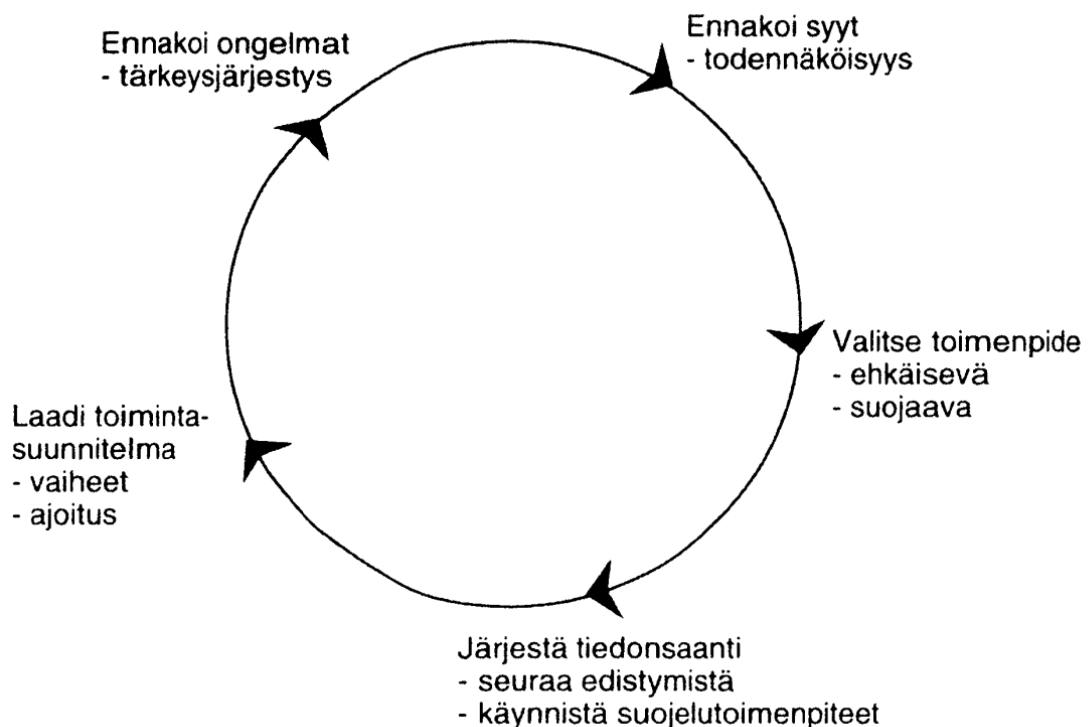 Ennakoi ongelmat
- tärkeysjärjestys
Ennakoi syyt
- todennäköisyys
Valitse toimenpide
- ehkäisevä
- suojaava
Järjestä tiedonsaanti
- seuraa edistymistä
- käynnistä suojelutoimenpiteet
Laadi toiminta-
suunnitelma
- vaiheet
- ajoitus